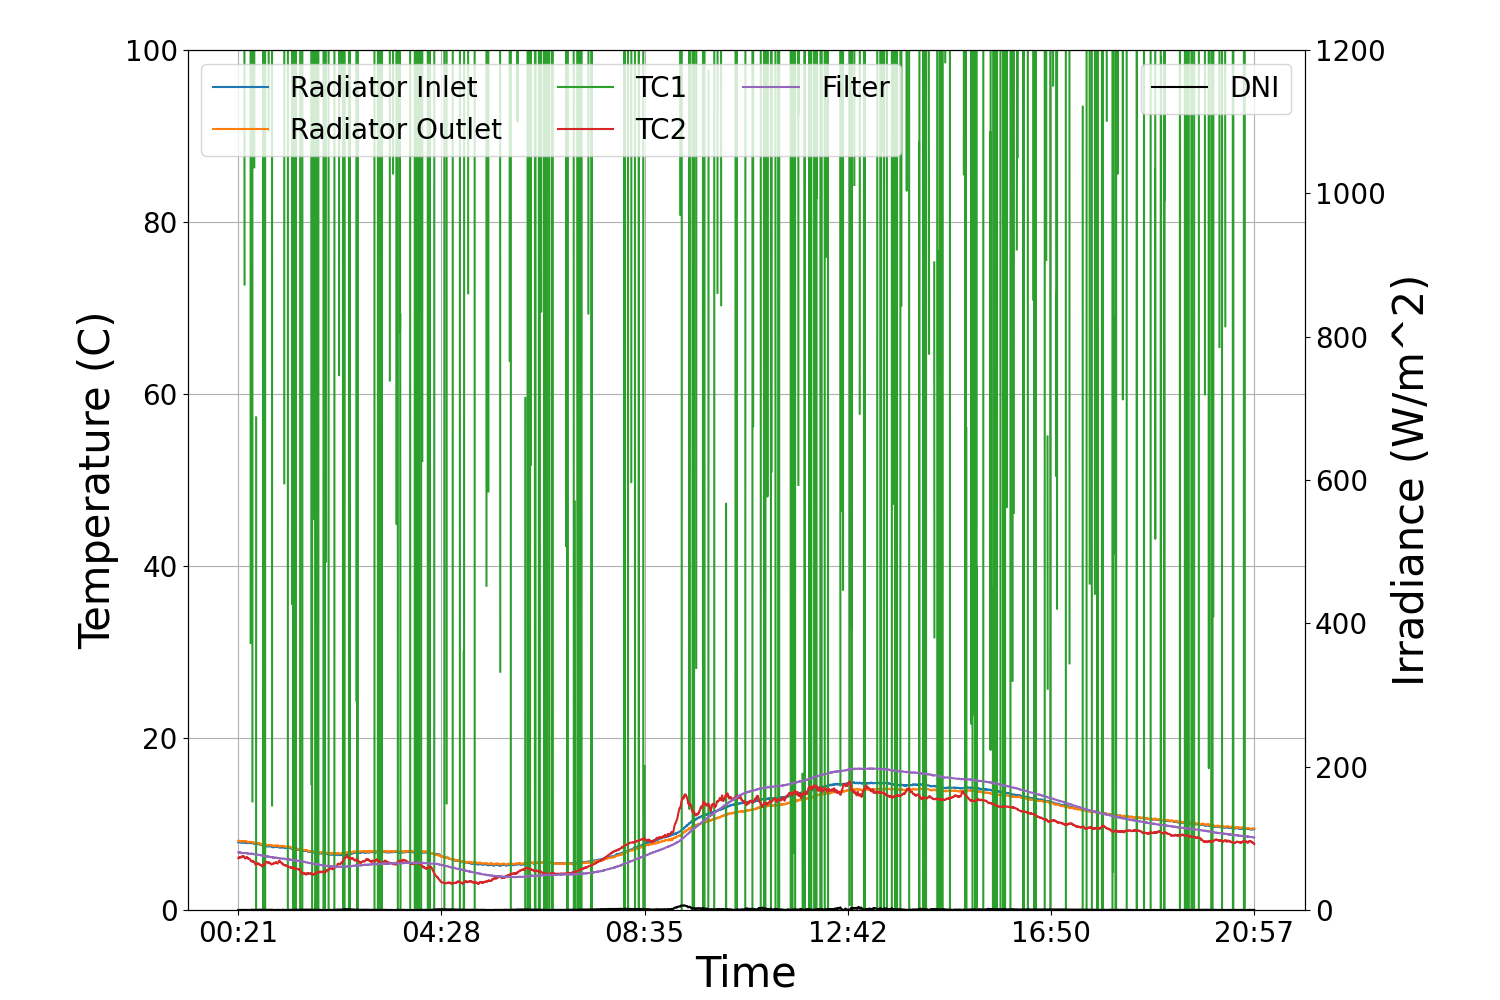 100
80
60
40
20
0
Temperature (C)
Radiator Inlet
Radiator Outlet
TC1
TC2
Filter
DNI
1200
1000
800
600
400
200
0
Irradiance (W/m^2)
00:21
04:28
08:35
12:42
16:50
20:57
Time